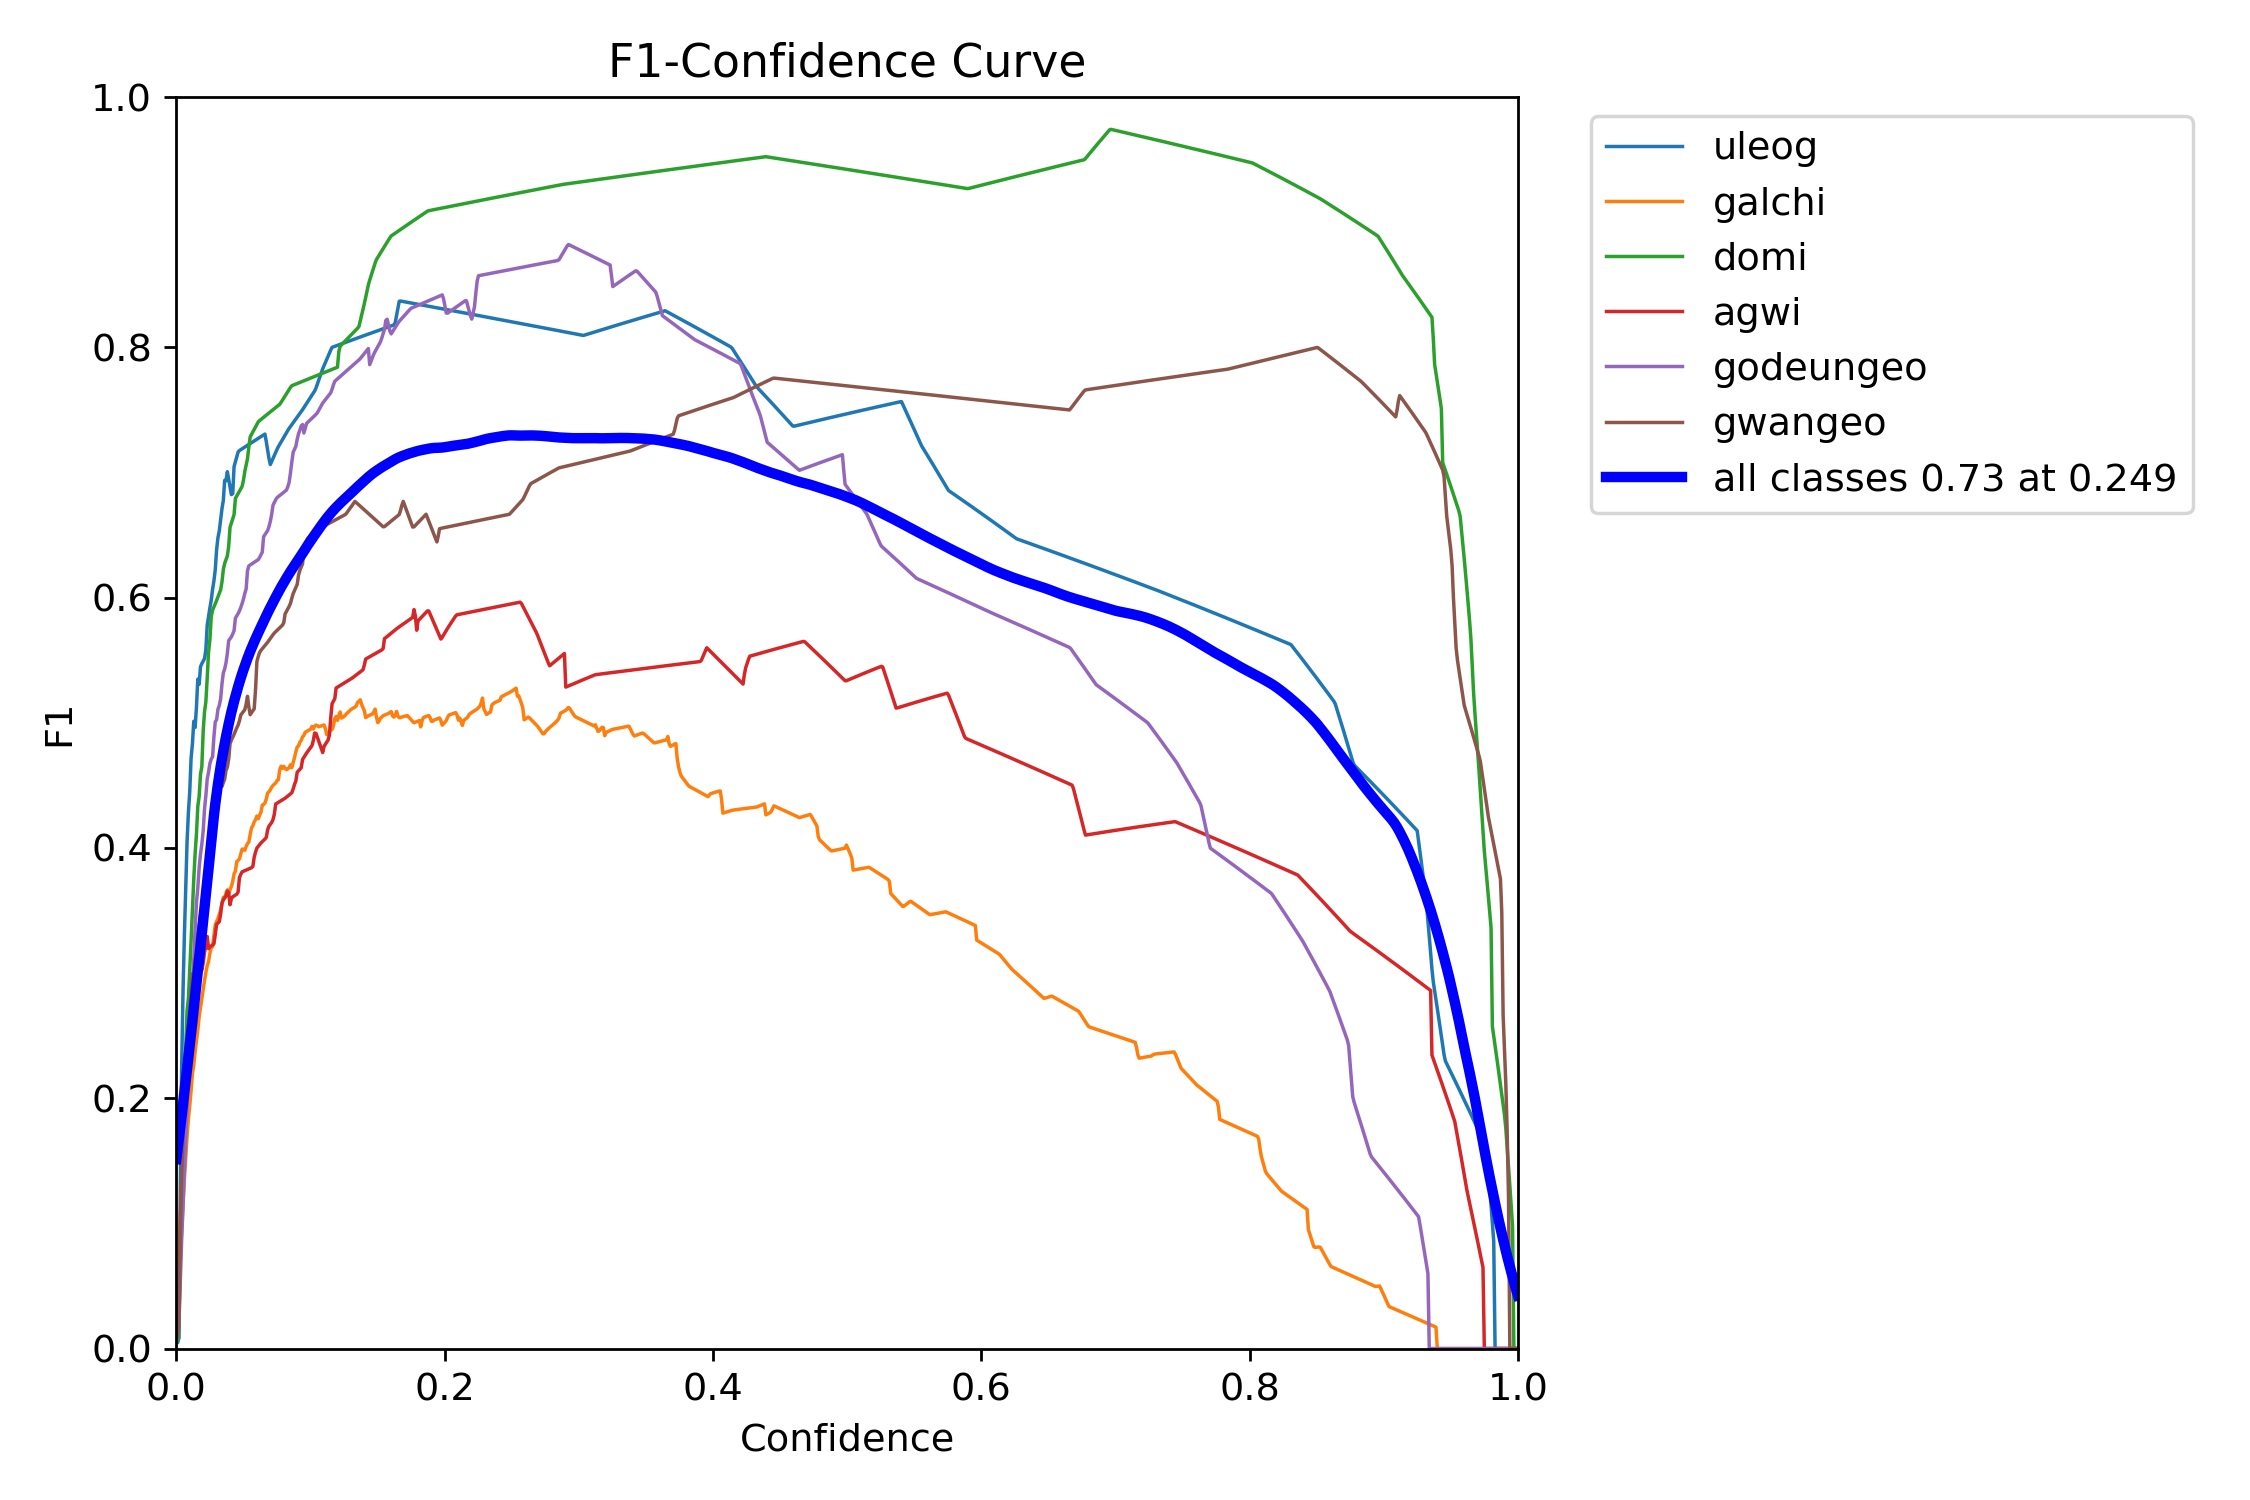 F1-Confidence Curve
1.0
0.8
0.6
0.4
0.2
0.0
F1
0.0 0.2 0.4 0.6 0.8 1.0
Confidence
uleog
galchi
domi
agwi
godeungeo
gwangeo
all classes 0.73 at 0.249